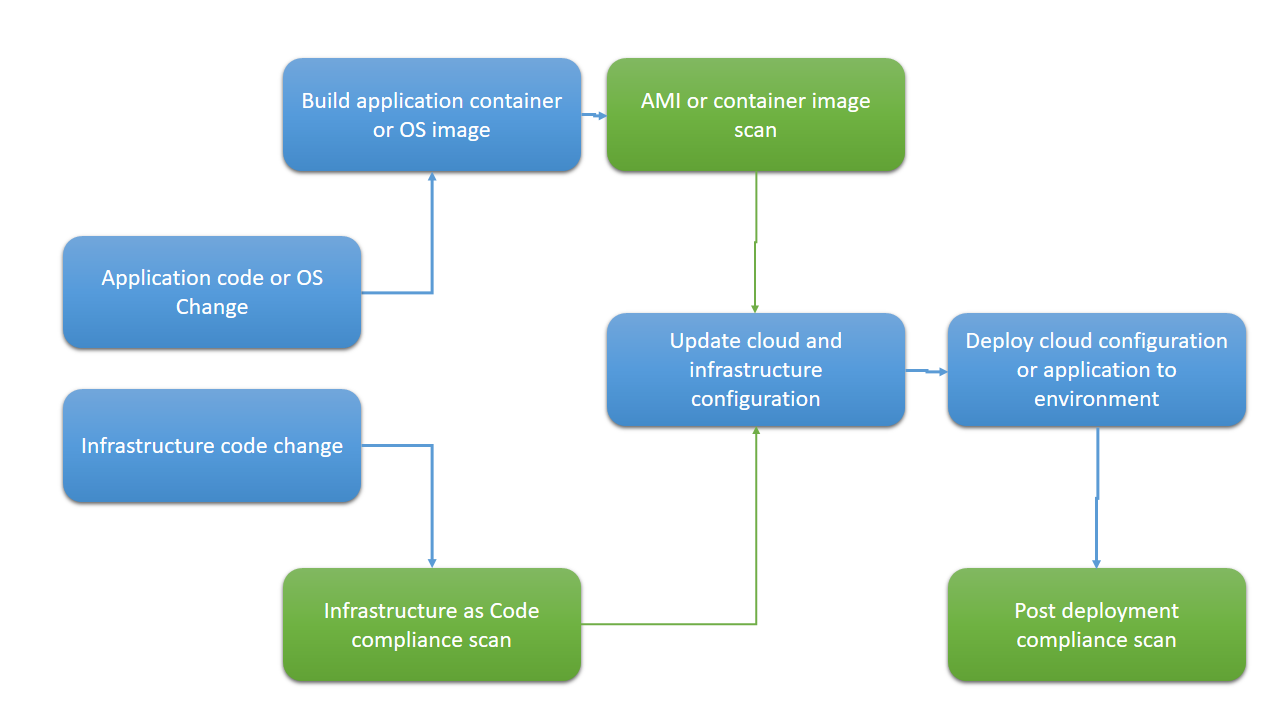 Build application container
or OS image
AMI or container image
scan
Application code or OS
Change
Update cloud and
infrastructure
configuration
Deploy cloud configuration
or application to
environment
Infrastructure code change
Infrastructure as Code
compliance scan
Post deployment
compliance scan